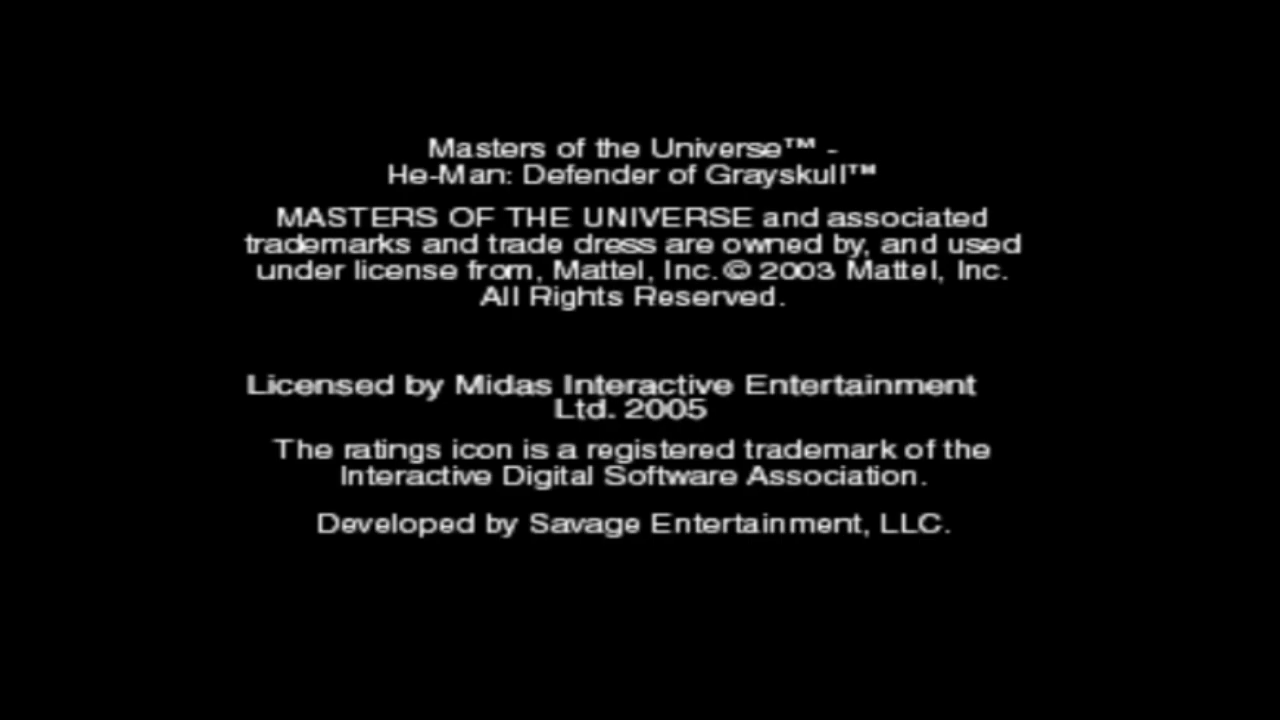 Masters of the Universe™ -
He-Man: Defender of Grayskull™
MASTERS OF THE UNIVERSE and associated
trademarks and trade dress are owned by, and used
under license from, Mattel, Inc. © 2003 Mattel, Inc.
All Rights Reserved.
Licensed by Midas Interactive Entertainment
Ltd. 2005
The ratings icon is a registered trademark of the
Interactive Digital Software Association.
Developed by Savage Entertainment, LLC.